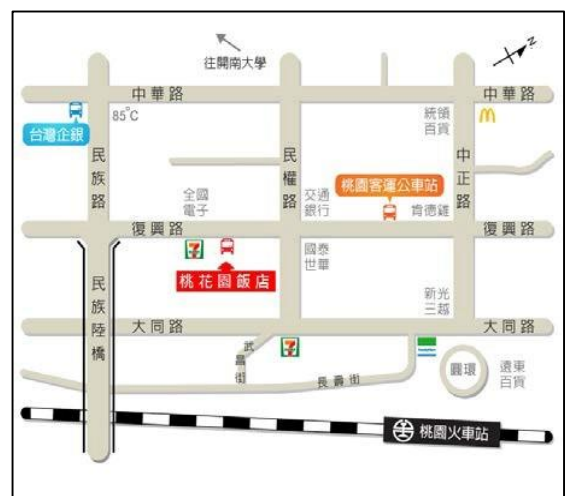 往開南大學
N
中華路
中華路
85°C
統領
百貨
台灣企銀
民族路
民權路
中正路
桃園客運公車站
全國
電子
交通
銀行
肯德雞
復興路
復興路
7
ELEVEN
桃花園飯店
國泰
世華
民族陸橋
新光
三越
大同路
大同路
武昌街
7
ELEVEN
長壽街
圓環
遠東
百貨
桃園火車站